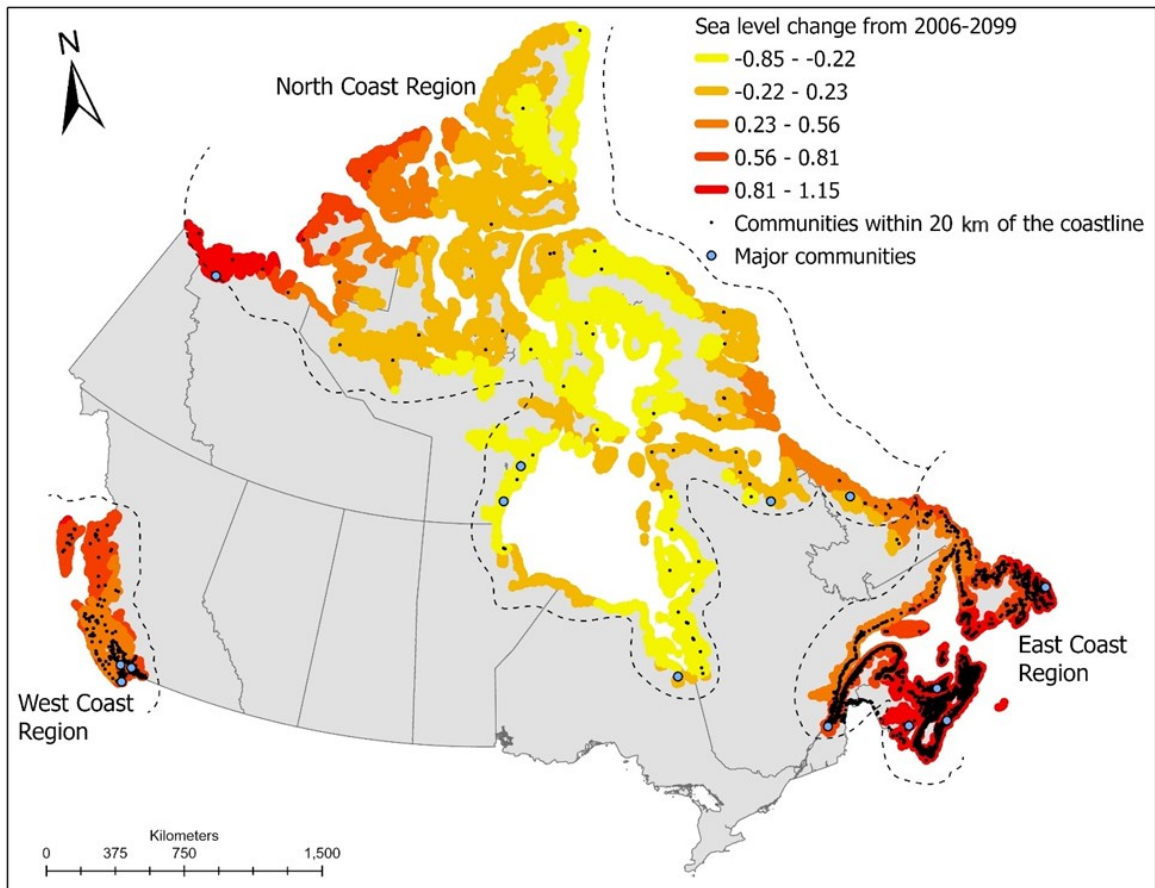 N
North Coast Region
Sea level change from 2006-2099
-0.85 - -0.22
-0.22 - 0.23
0.23 - 0.56
0.56 - 0.81
0.81 - 1.15
Communities within 20 km of the coastline
Major communities
West Coast
Region
East Coast
Region
Kilometers
0 375 750 1,500